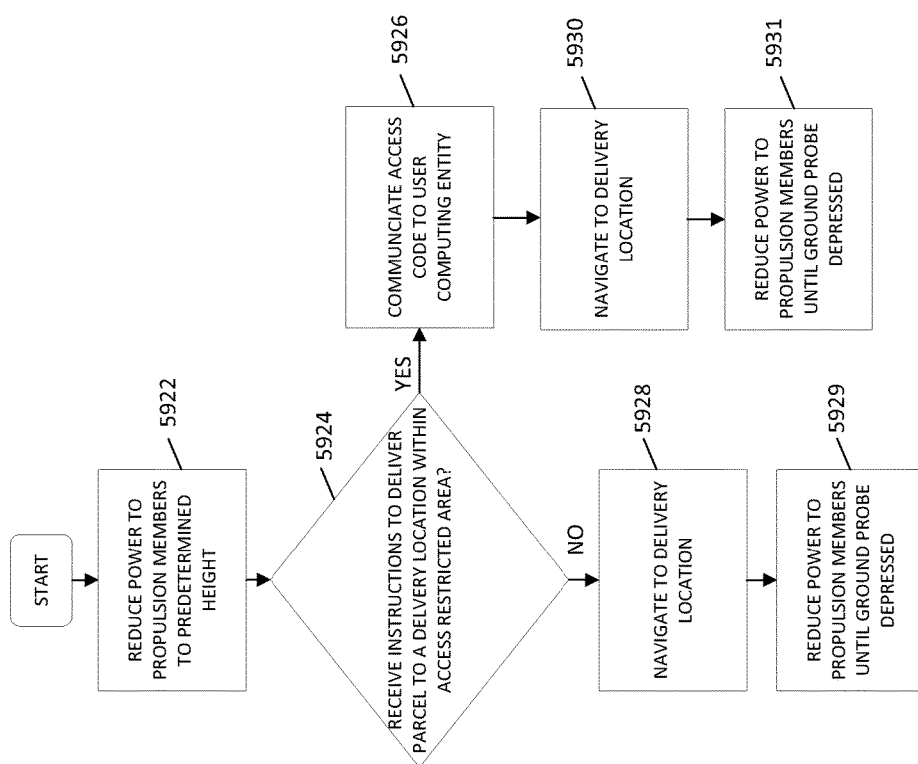 START
REDUCE POWER TO
PROPULSION MEMBERS
TO PREDETERMINED
HEIGHT
5922
RECEIVE INSTRUCTIONS TO DELIVER
PARCEL TO A DELVERY LOCATION WITHIN
ACCESS RESTRICTED AREA?
5924
YES
COMMUNCIATE ACCESS
CODE TO USER
COMPUTING ENTITY
5926
NAVIGATE TO DELIVERY
LOCATION
5930
REDUCE POWER TO
PROPULSION MEMBERS
UNTIL GROUND PROBE
DEPRESSED
5931
NO
NAVIGATE TO DELIVERY
LOCATION
5928
REDUCE POWER TO
PROPULSION MEMBERS
UNTIL GROUND PROBE
DEPRESSED
5929